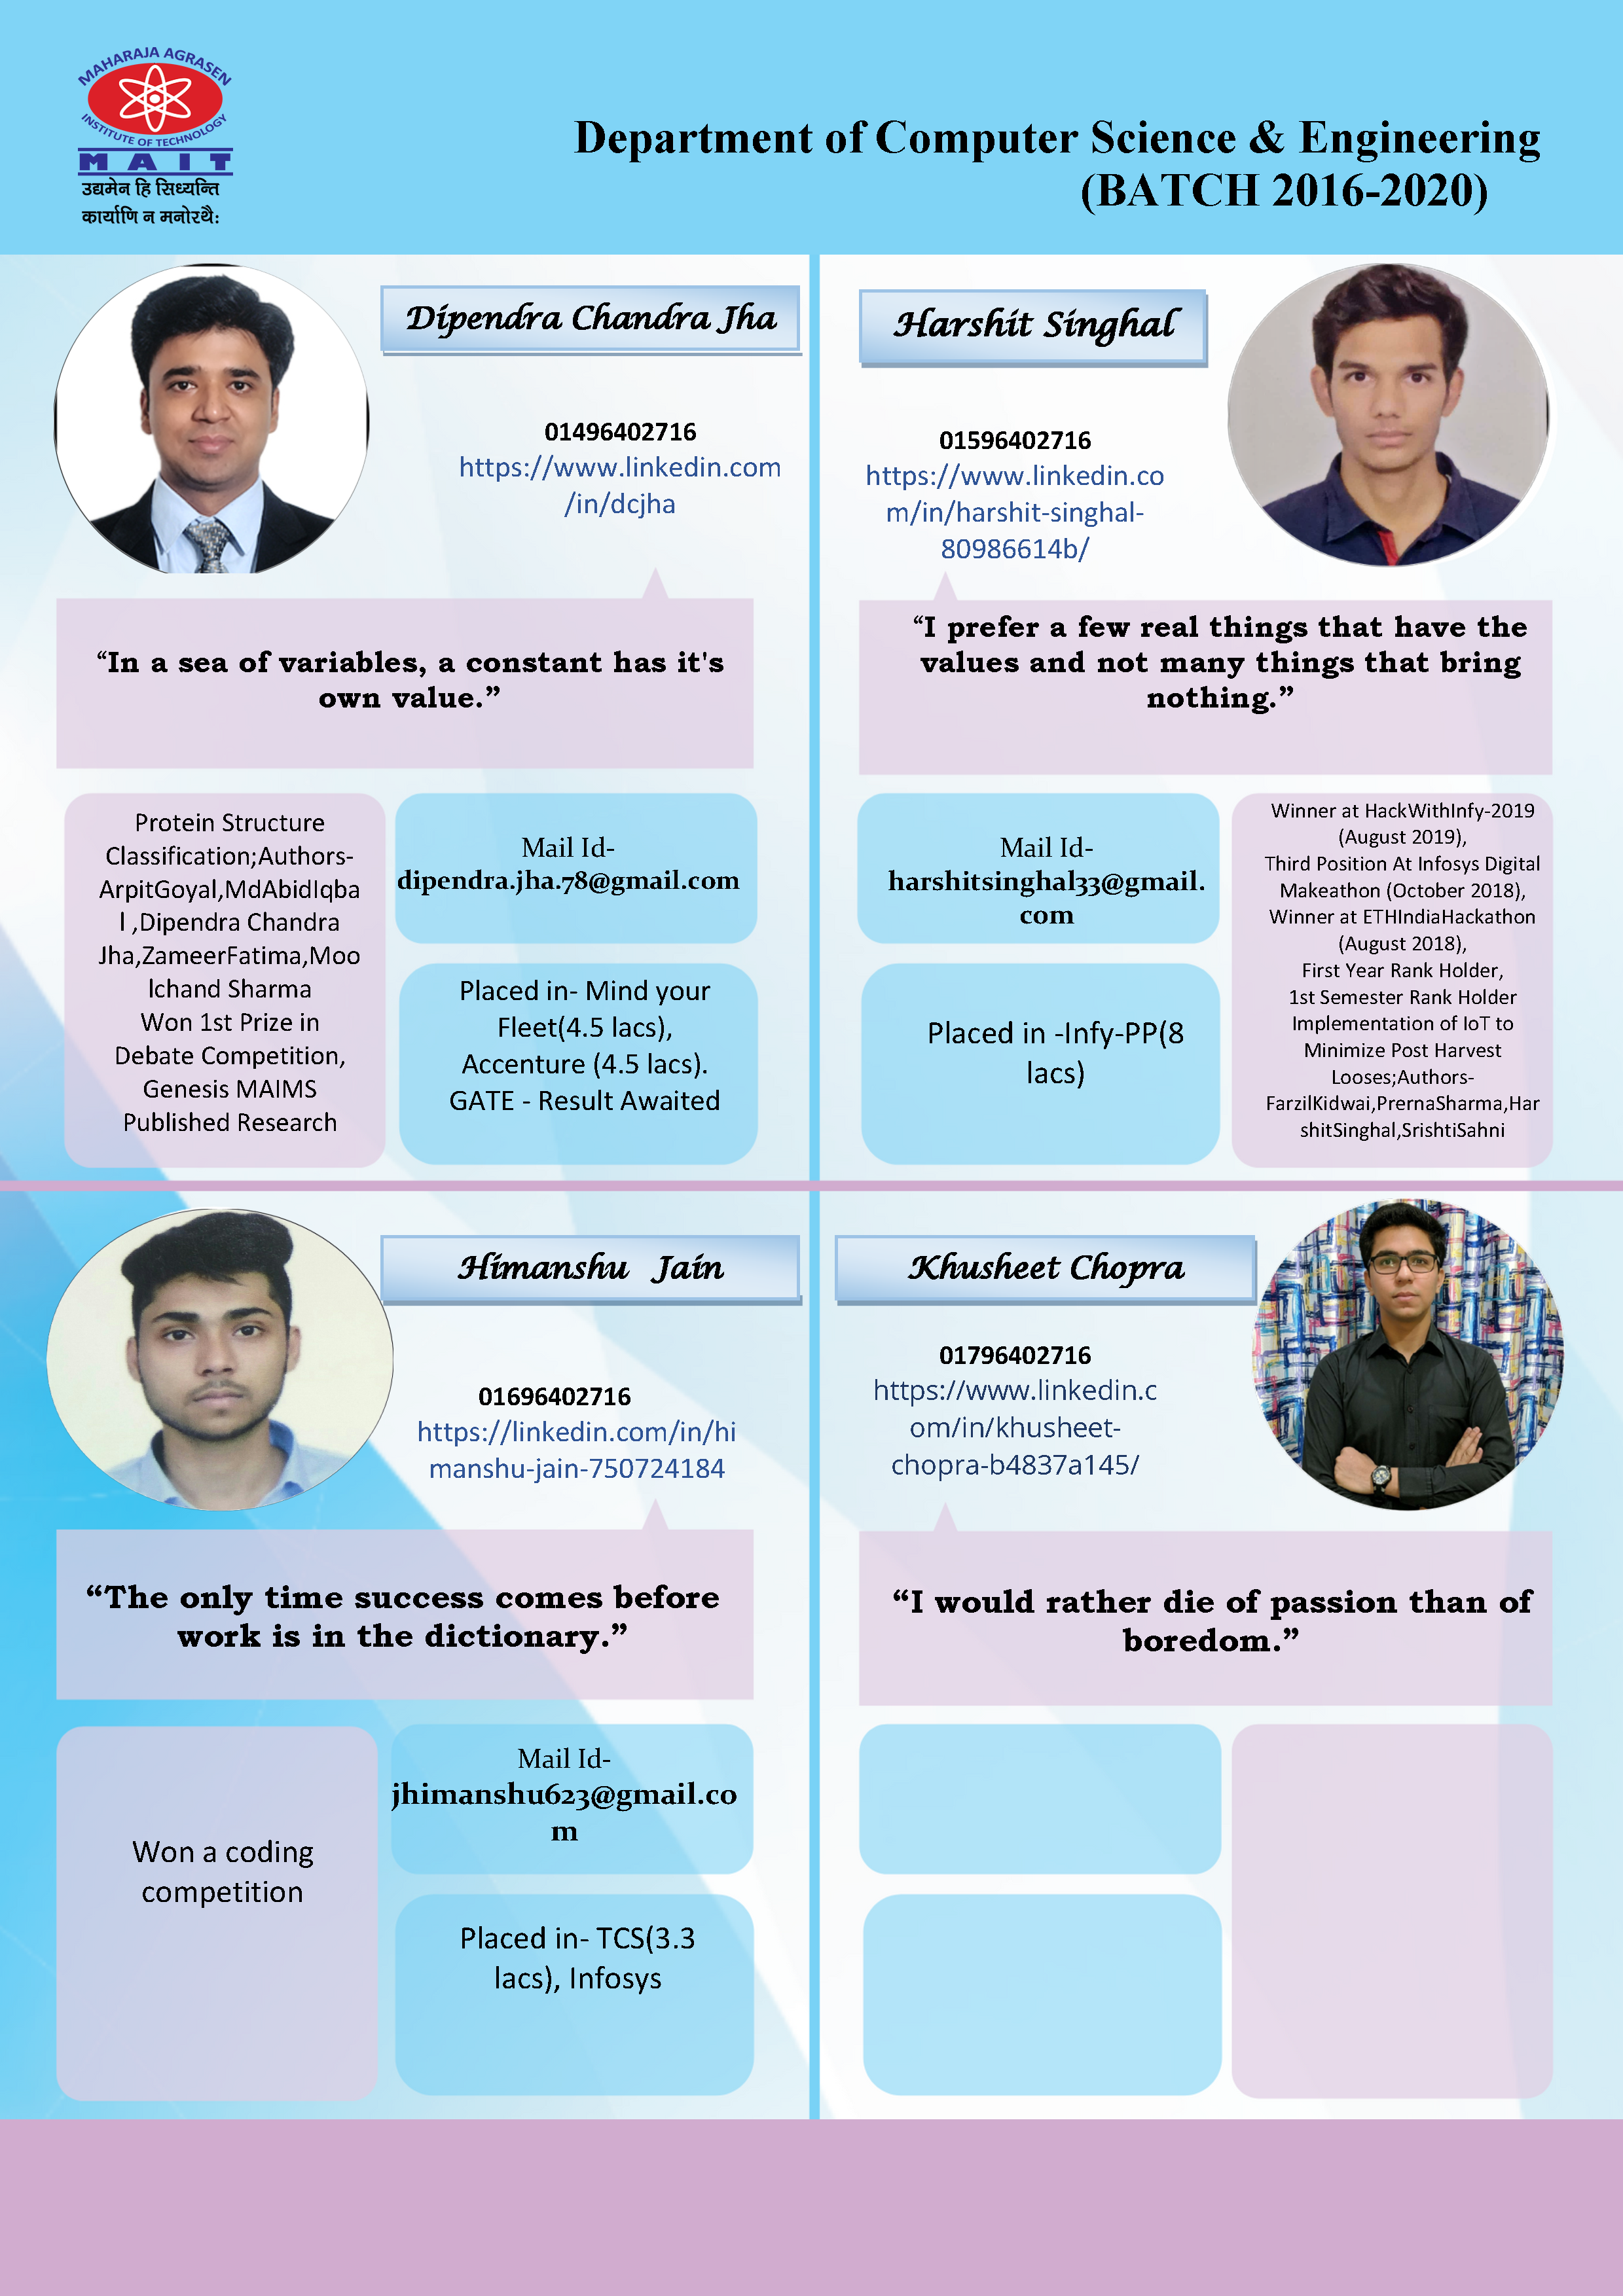 MAHARAJA AGRASEN
INSTITUTE OF TECHNOLOGY
MAIT
उद्यमेन हि सिध्यन्ति
कार्याणि न मनोरथैः
Department of Computer Science & Engineering
(BATCH 2016-2020)
Dipendra Chandra Jha
01496402716
https://www.linkedin.com
/in/dcjha
“In a sea of variables, a constant has it's
own value.”
Protein Structure
Classification;Authors-
ArpitGoyal,MdAbidIqba
l ,Dipendra Chandra
Jha,ZameerFatima,Moo
lchand Sharma
Won 1st Prize in
Debate Competition,
Genesis MAIMS
Published Research
Mail Id-
dipendra.jha.78@gmail.com
Placed in- Mind your
Fleet(4.5 lacs),
Accenture (4.5 lacs).
GATE - Result Awaited
Harshit Singhal
01596402716
https://www.linkedin.co
m/in/harshit-singhal-
80986614b/
“I prefer a few real things that have the
values and not many things that bring
nothing.”
Mail Id-
harshitsinghal33@gmail.
com
Placed in -Infy-PP(8
lacs)
Winner at HackWithInfy-2019
(August 2019),
Third Position At Infosys Digital
Makeathon (October 2018),
Winner at ETHIndiaHackathon
(August 2018),
First Year Rank Holder,
1st Semester Rank Holder
Implementation of IoT to
Minimize Post Harvest
Looses;Authors-
FarzilKidwai,PrernaSharma,Har
shitSinghal,SrishtiSahni
Himanshu Jain
01696402716
https://linkedin.com/in/hi
manshu-jain-750724184
“The only time success comes before
work is in the dictionary.”
Won a coding
competition
Mail Id-
jhimanshu623@gmail.co
m
Placed in- TCS(3.3
lacs), Infosys
Khusheet Chopra
01796402716
https://www.linkedin.c
om/in/khusheet-
chopra-b4837a145/
“I would rather die of passion than of
boredom.”